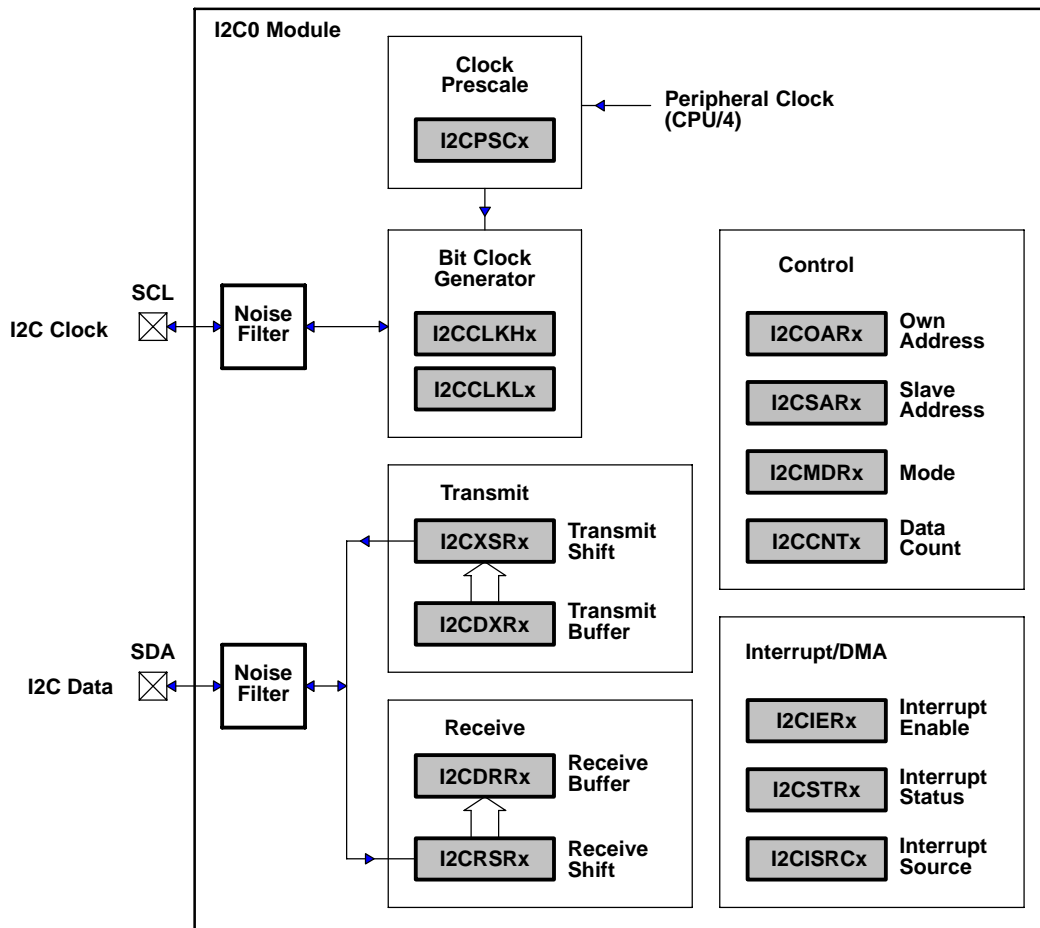 I2C0 Module
Clock
Prescale
I2CPSCx
Peripheral Clock
(CPU/4)
Bit Clock
Generator
I2CCLKHx
I2CCLKLx
SCL
I2C Clock
Noise
Filter
Control
I2COARx
Own
Address
I2CSARx
Slave
Address
I2CMDRx
Mode
I2CCNTx
Data
Count
Transmit
I2CXSRx
Transmit
Shift
I2CDXRx
Transmit
Buffer
SDA
I2C Data
Noise
Filter
Receive
I2CDRRx
Receive
Buffer
I2CRSRx
Receive
Shift
Interrupt/DMA
I2CIERx
Interrupt
Enable
I2CSTRx
Interrupt
Status
I2CISRCx
Interrupt
Source